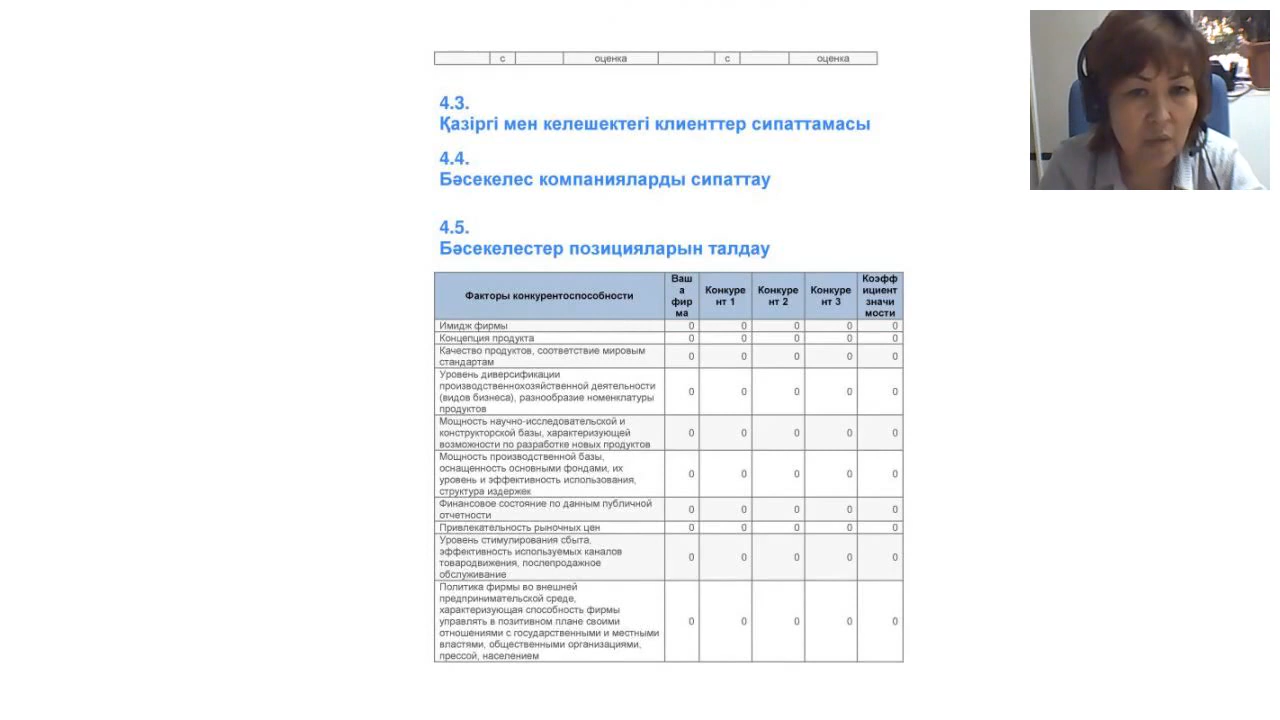 с оценка с оценка
4.3.
Қазіргі мен келешектегі клиенттер сипаттамасы
4.4.
Бәсекелес компанияларды сипаттау
4.5.
Бәсекелестер позицияларын талдау
Факторы конкурентоспособности
Ваш
а
фир
ма
Конкуре
нт 1
Конкуре
нт 2
Конкуре
нт 3
Коэфф
ициент
значи
мости
Имидж фирмы 0 0 0 0 0
Концепция продукта 0 0 0 0 0
Качество продуктов, соответствие мировым
стандартам
0 0 0 0 0
Уровень диверсификации
производственнохозяйственной деятельности
(видов бизнеса), разнообразие номенклатуры
продуктов
0 0 0 0 0
Мощность научно-исследовательской и
конструкторской базы, характеризующей
возможности по разработке новых продуктов
0 0 0 0 0
Мощность производственной базы,
оснащенность основными фондами, их
уровень и эффективность использования,
структура издержек
0 0 0 0 0
Финансовое состояние по данным публичной
отчетности
0 0 0 0 0
Привлекательность рыночных цен 0 0 0 0 0
Уровень стимулирования сбыта,
эффективность используемых каналов
товародвижения, послепродажное
обслуживание
0 0 0 0 0
Политика фирмы во внешней
предпринимательской среде,
характеризующая способность фирмы
управлять в позитивном плане своими
отношениями с государственными и местными
властями, общественными организациями,
прессой, населением
0 0 0 0 0